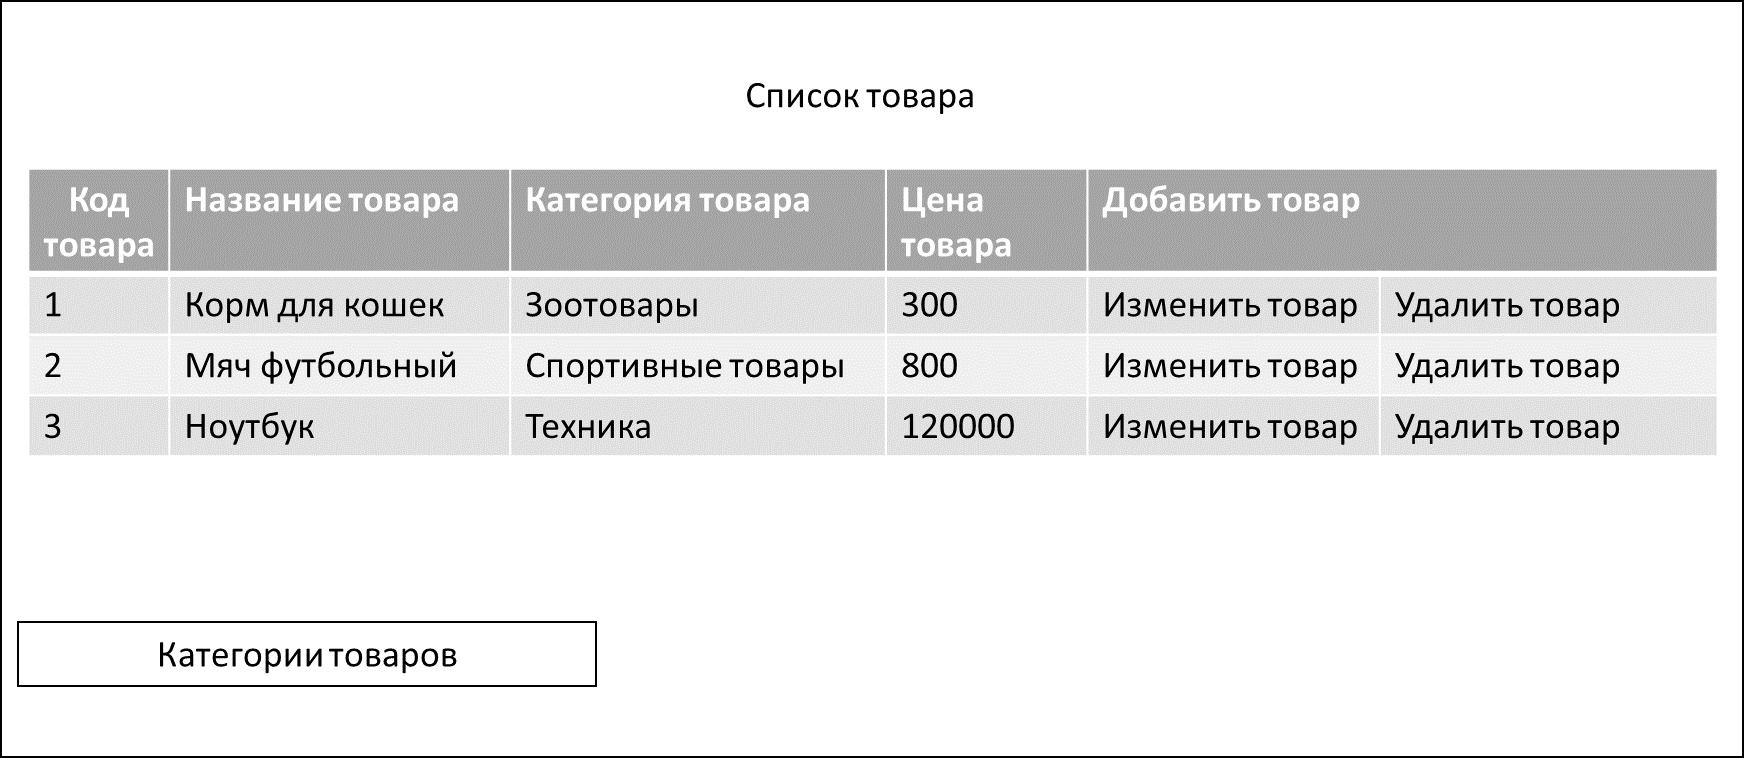 Список товара
Код товара Название товара Категория товара Цена товара Добавить товар
1 Корм для кошек Зоотовары 300 Изменить товар Удалить товар
2 Мяч футбольный Спортивные товары 800 Изменить товар Удалить товар
3 Ноутбук Техника 120000 Изменить товар Удалить товар
Категории товаров